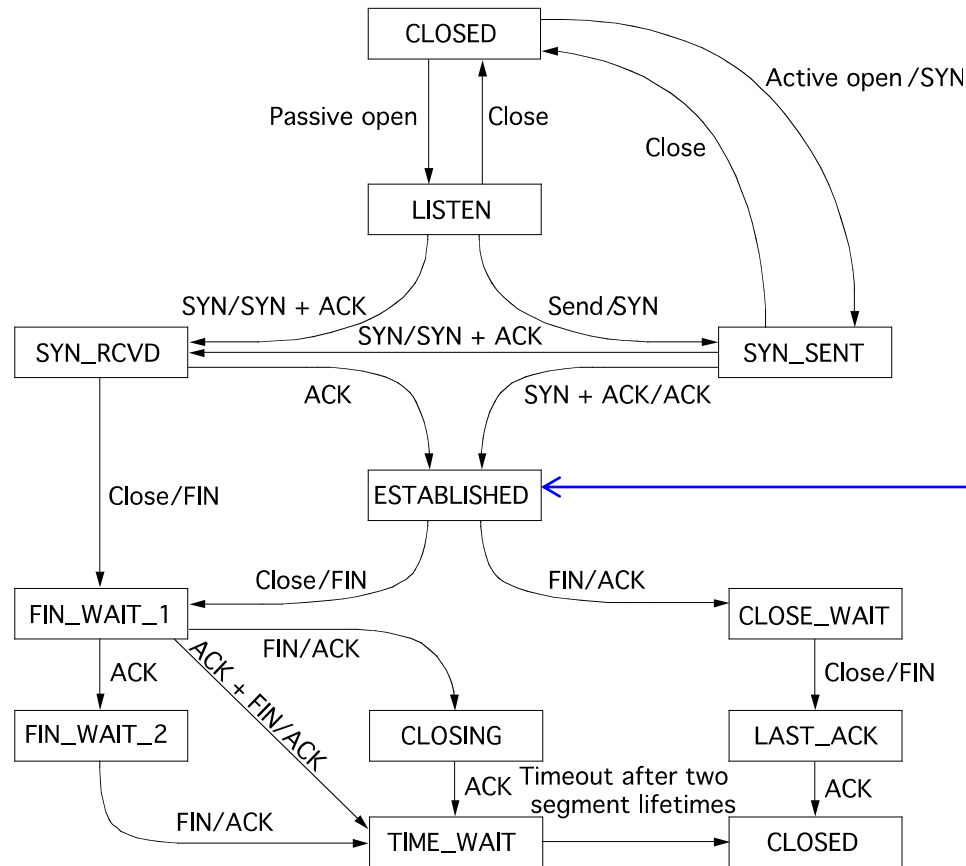 CLOSED
Active open /SYN
Passive open
Close
Close
LISTEN
SYN/SYN + ACK
Send/SYN
SYN/SYN + ACK
SYN_RCVD
SYN_SENT
ACK
SYN + ACK/ACK
ESTABLISHED
Close/FIN
Close/FIN
FIN/ACK
FIN_WAIT_1
CLOSE_WAIT
FIN/ACK
ACK + FIN/ACK
ACK
Close/FIN
FIN_WAIT_2
CLOSING
LAST_ACK
ACK
Timeout after two
segment lifetimes
ACK
FIN/ACK
TIME_WAIT
CLOSED